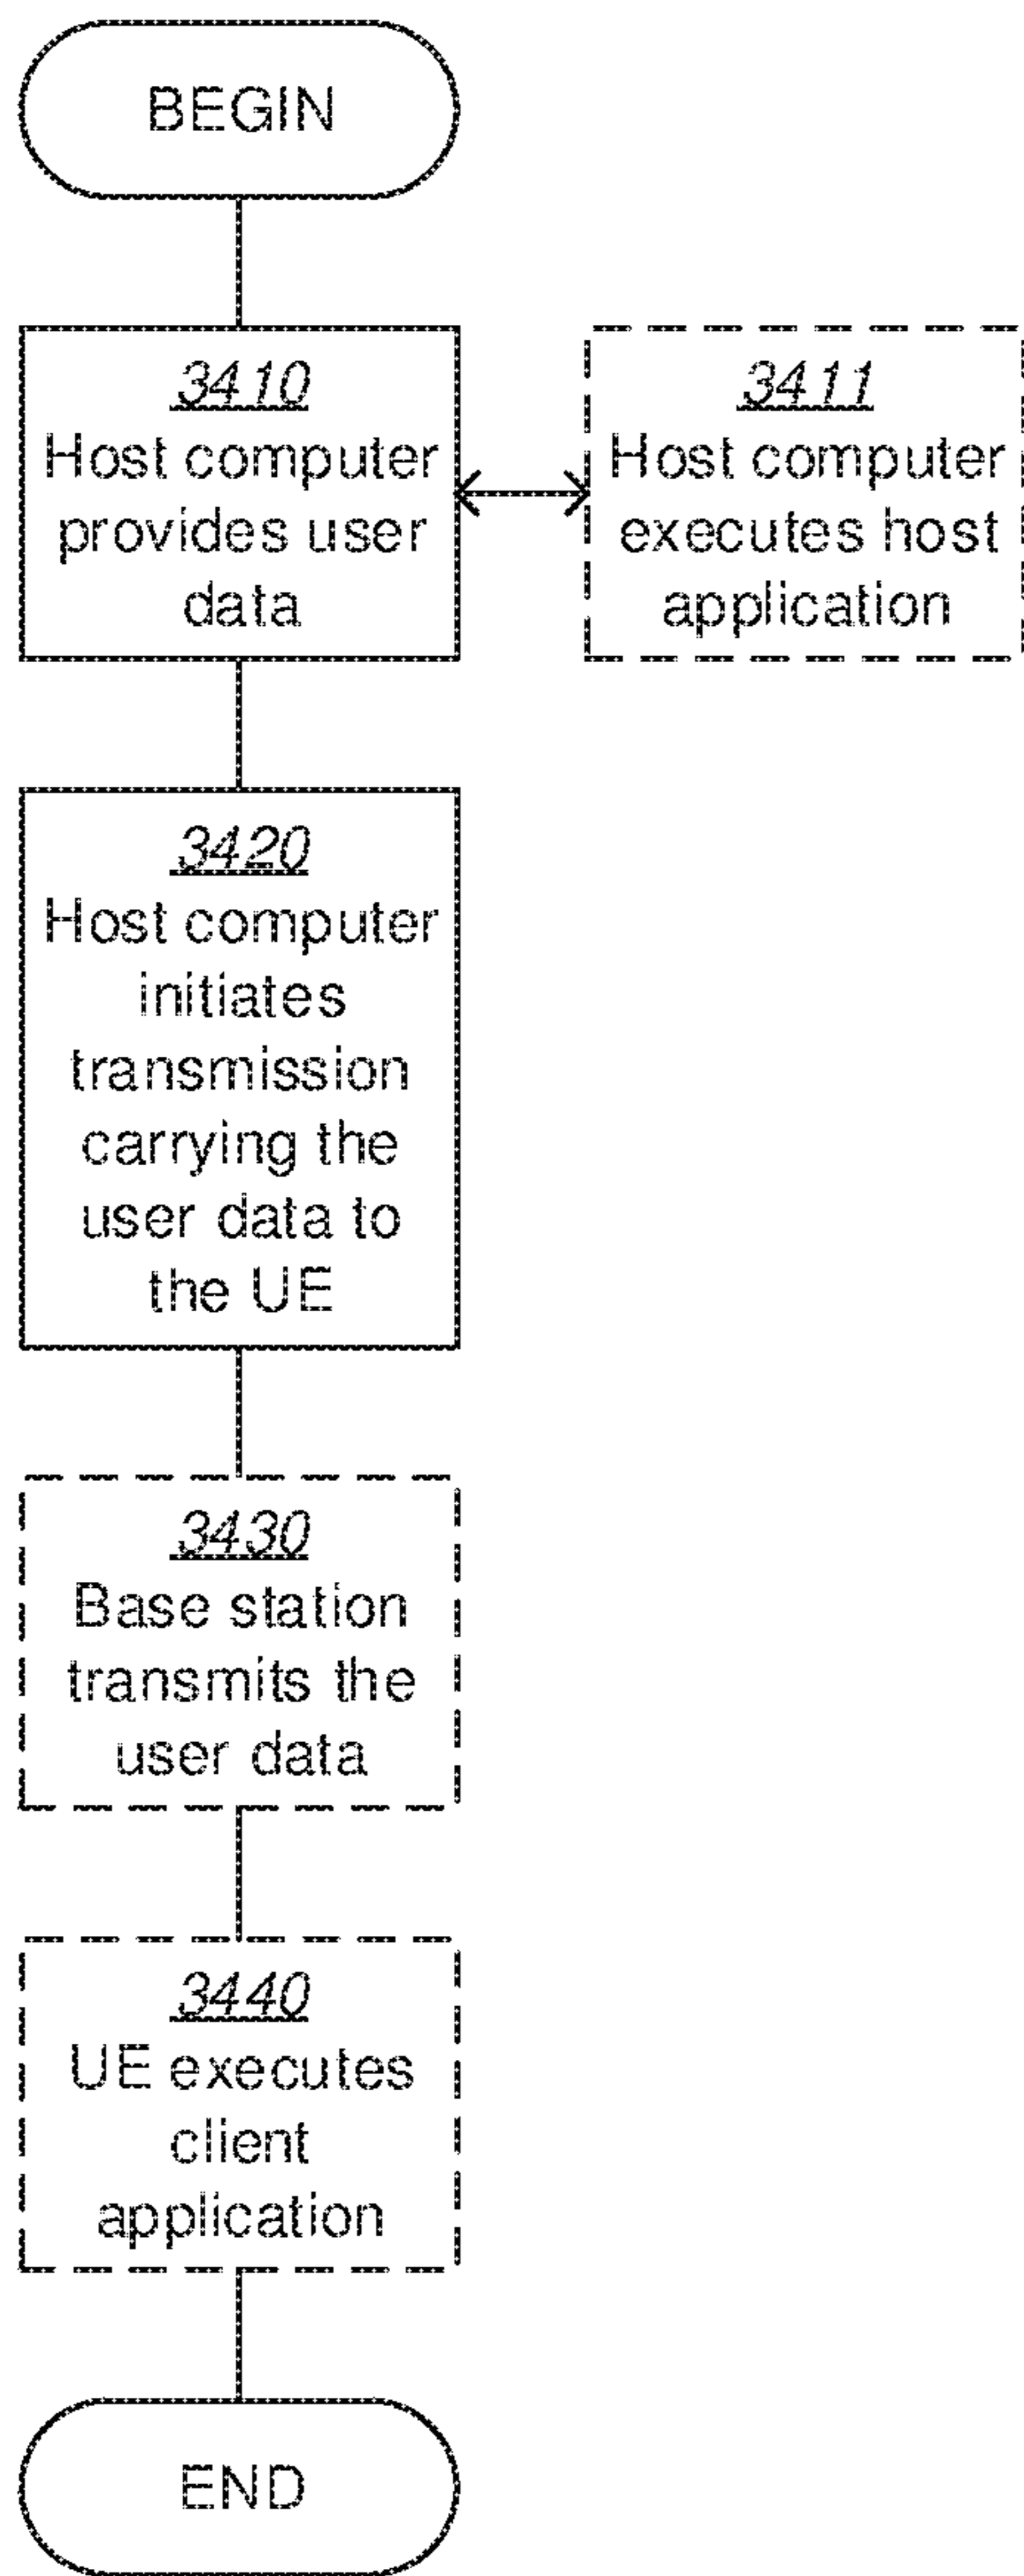 BEGIN
3410
Host computer
provides user
data
3411
Host computer
executes host
application
3420
Host computer
initiates
transmission
carrying the
user data to
the UE
3430
Base station
transmits the
user data
3440
UE executes
client
application
END